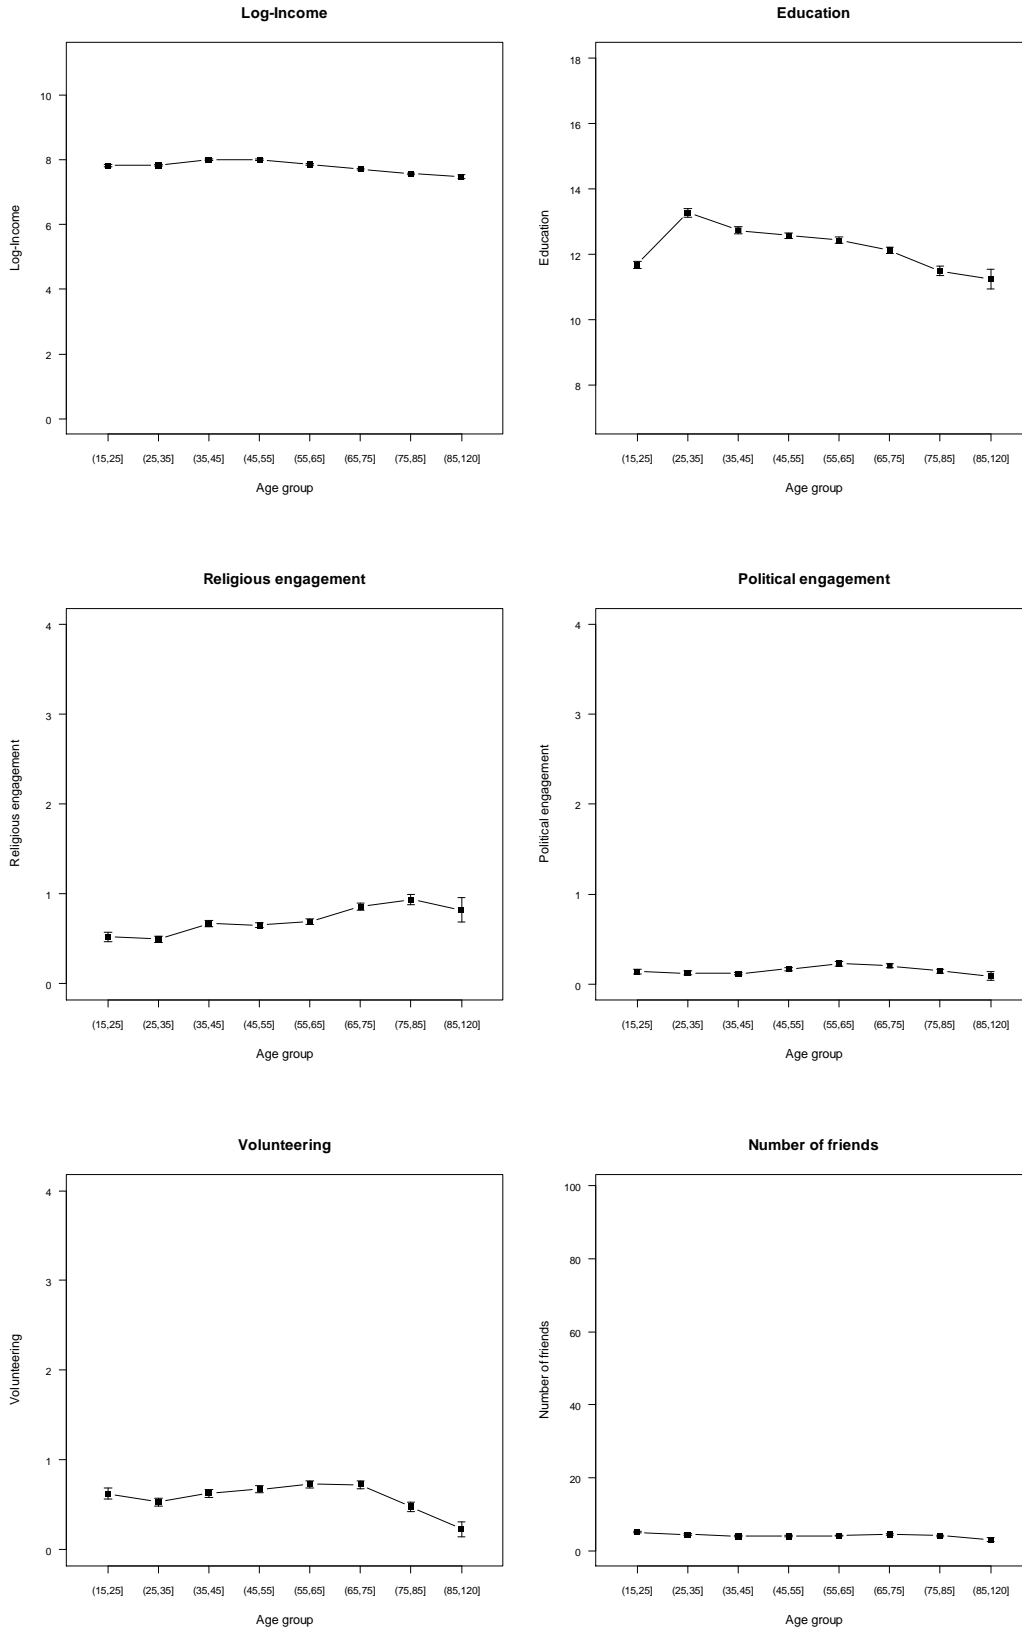 Log-Income
Log-Income
10
8
6
4
2
0
(15,25] (25,35] (35,45] (45,55] (55,65] (65,75] (75,85] (85,120]
Age group
Education
Education
18
16
14
12
10
8
(15,25] (25,35] (35,45] (45,55] (55,65] (65,75] (75,85] (85,120]
Age group
Religious engagement
Religious engagement
4
3
2
1
0
(15,25] (25,35] (35,45] (45,55] (55,65] (65,75] (75,85] (85,120]
Age group
Political engagement
Political engagement
4
3
2
1
0
(15,25] (25,35] (35,45] (45,55] (55,65] (65,75] (75,85] (85,120]
Age group
Volunteering
Volunteering
4
3
2
1
0
(15,25] (25,35] (35,45] (45,55] (55,65] (65,75] (75,85] (85,120]
Age group
Number of friends
Number of friends
100
80
60
40
20
0
(15,25] (25,35] (35,45] (45,55] (55,65] (65,75] (75,85] (85,120]
Age group